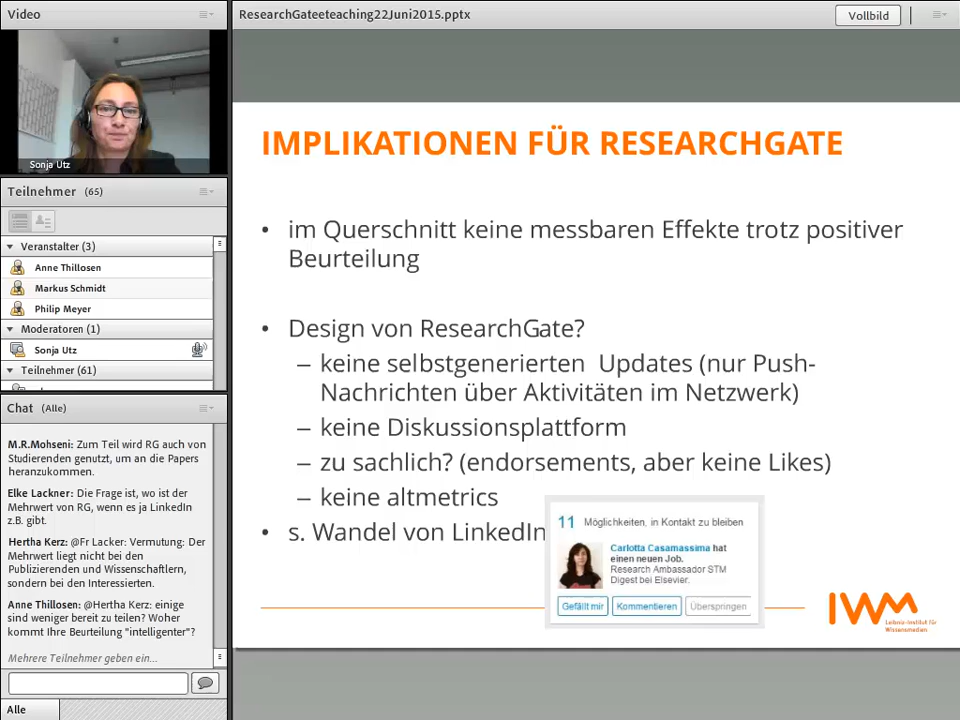 Video
ResearchGateeteaching22Juni2015.pptx
Vollbild
Sonja Utz
Teilnehmer (65)
Veranstalter (3)
Anne Thillosen
Markus Schmidt
Philip Meyer
Moderatoren (1)
Sonja Utz
Teilnehmer (61)
Chat (Alle)
M.R.Mohseni: Zum Teil wird RG auch von
Studierenden genutzt, um an die Papers
heranzukommen.
Elke Lackner: Die Frage ist, wo ist der
Mehrwert von RG, wenn es ja LinkedIn
z.B. gibt.
Hertha Kerz: @Fr Lacker: Vermutung: Der
Mehrwert liegt nicht bei den
Publizierenden und Wissenschaftlern,
sondern bei den Interessierten.
Anne Thillosen: @Hertha Kerz: einige
sind weniger bereit zu teilen? Woher
kommt Ihre Beurteilung "intelligenter"?
Mehrere Teilnehmer geben ein...
Alle
IMPLIKATIONEN FÜR RESEARCHGATE
• im Querschnitt keine messbaren Effekte trotz positiver
Beurteilung
• Design von ResearchGate?
– keine selbstgenerierten Updates (nur Push-
Nachrichten über Aktivitäten im Netzwerk)
– keine Diskussionsplattform
– zu sachlich? (endorsements, aber keine Likes)
– keine altmetrics
• s. Wandel von LinkedIn
11 Möglichkeiten, in Kontakt zu bleiben
Carlotta Casamassima hat
einen neuen Job.
Research Ambassador STM
Digest bei Elsevier.
Gefällt mir Kommentieren Überspringen
IWM
Leibniz-Institut für
Wissensmedien